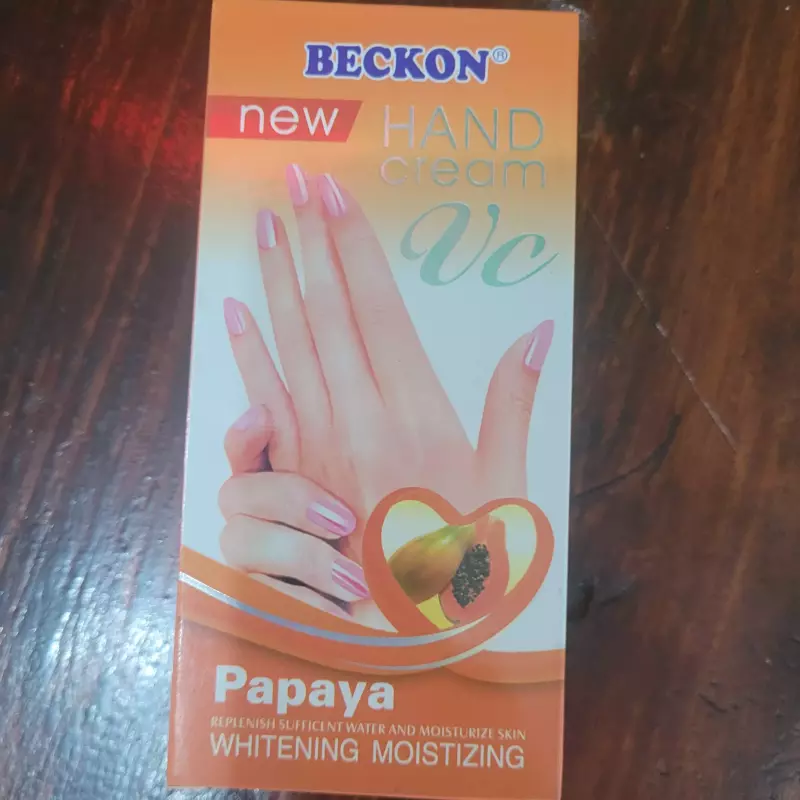 BECKON®
new
HAND
cream
Vc
Papaya
REPLENISH SUFFICENT WATER AND MOISTURIZE SKIN
WHITENING MOISTIZING